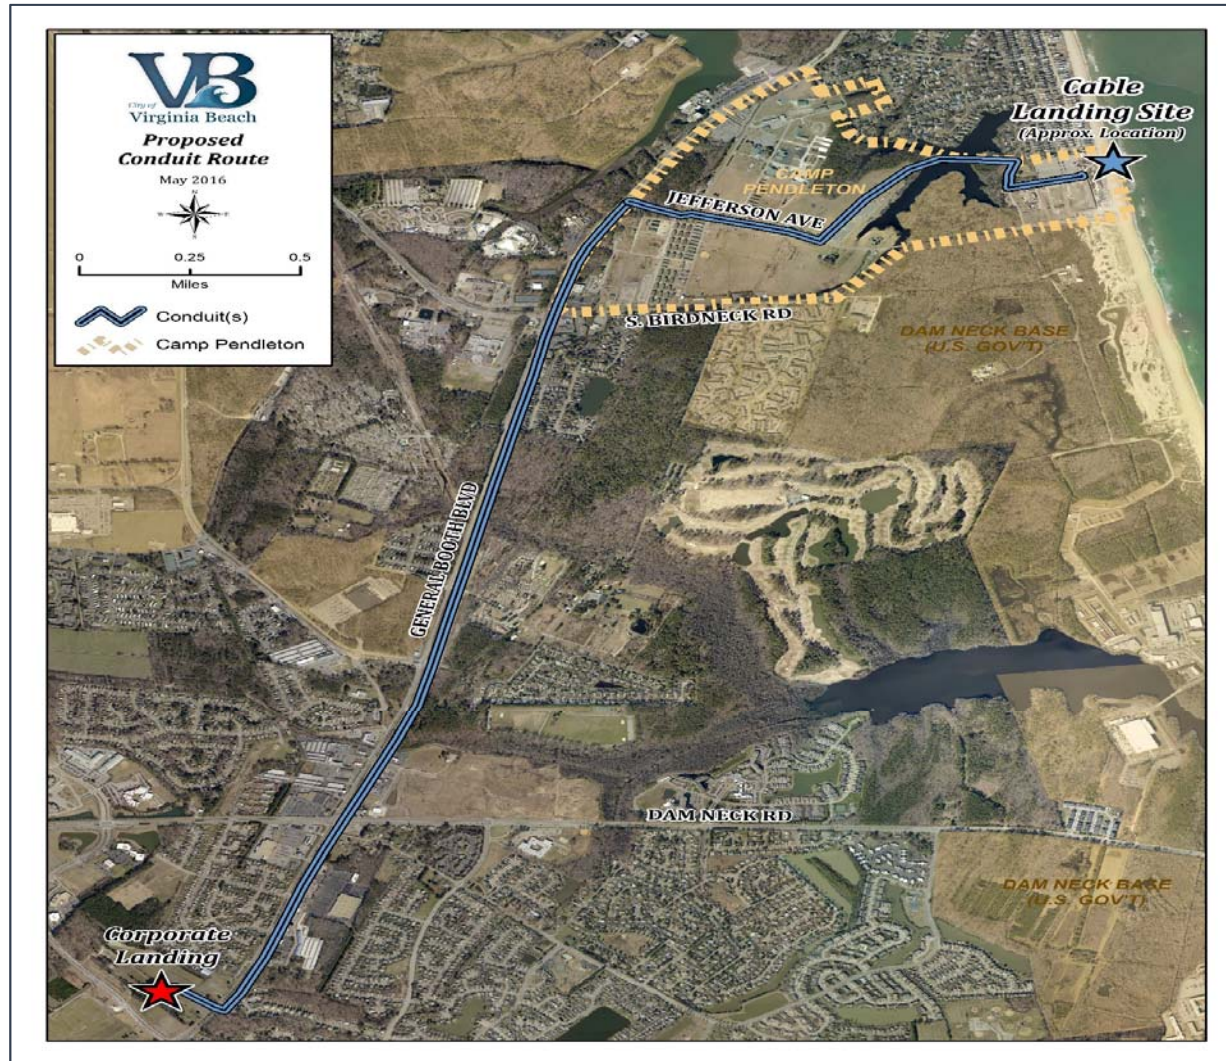 VB
City of
Virginia Beach
Proposed
Conduit Route
May 2016
N
0 0.25 0.5
Miles
Conduit(s)
Camp Pendleton
Cable
Landing Site
(Approx. Location)
CAMP
PENDLETON
JEFFERSON AVE
S. BIRDNECK RD
DAM NECK BASE
(U.S. GOV'T)
GENERAL BOOTH BLVD
DAM NECK RD
DAM NECK BASE
(U.S. GOV'T)
Corporate
Landing